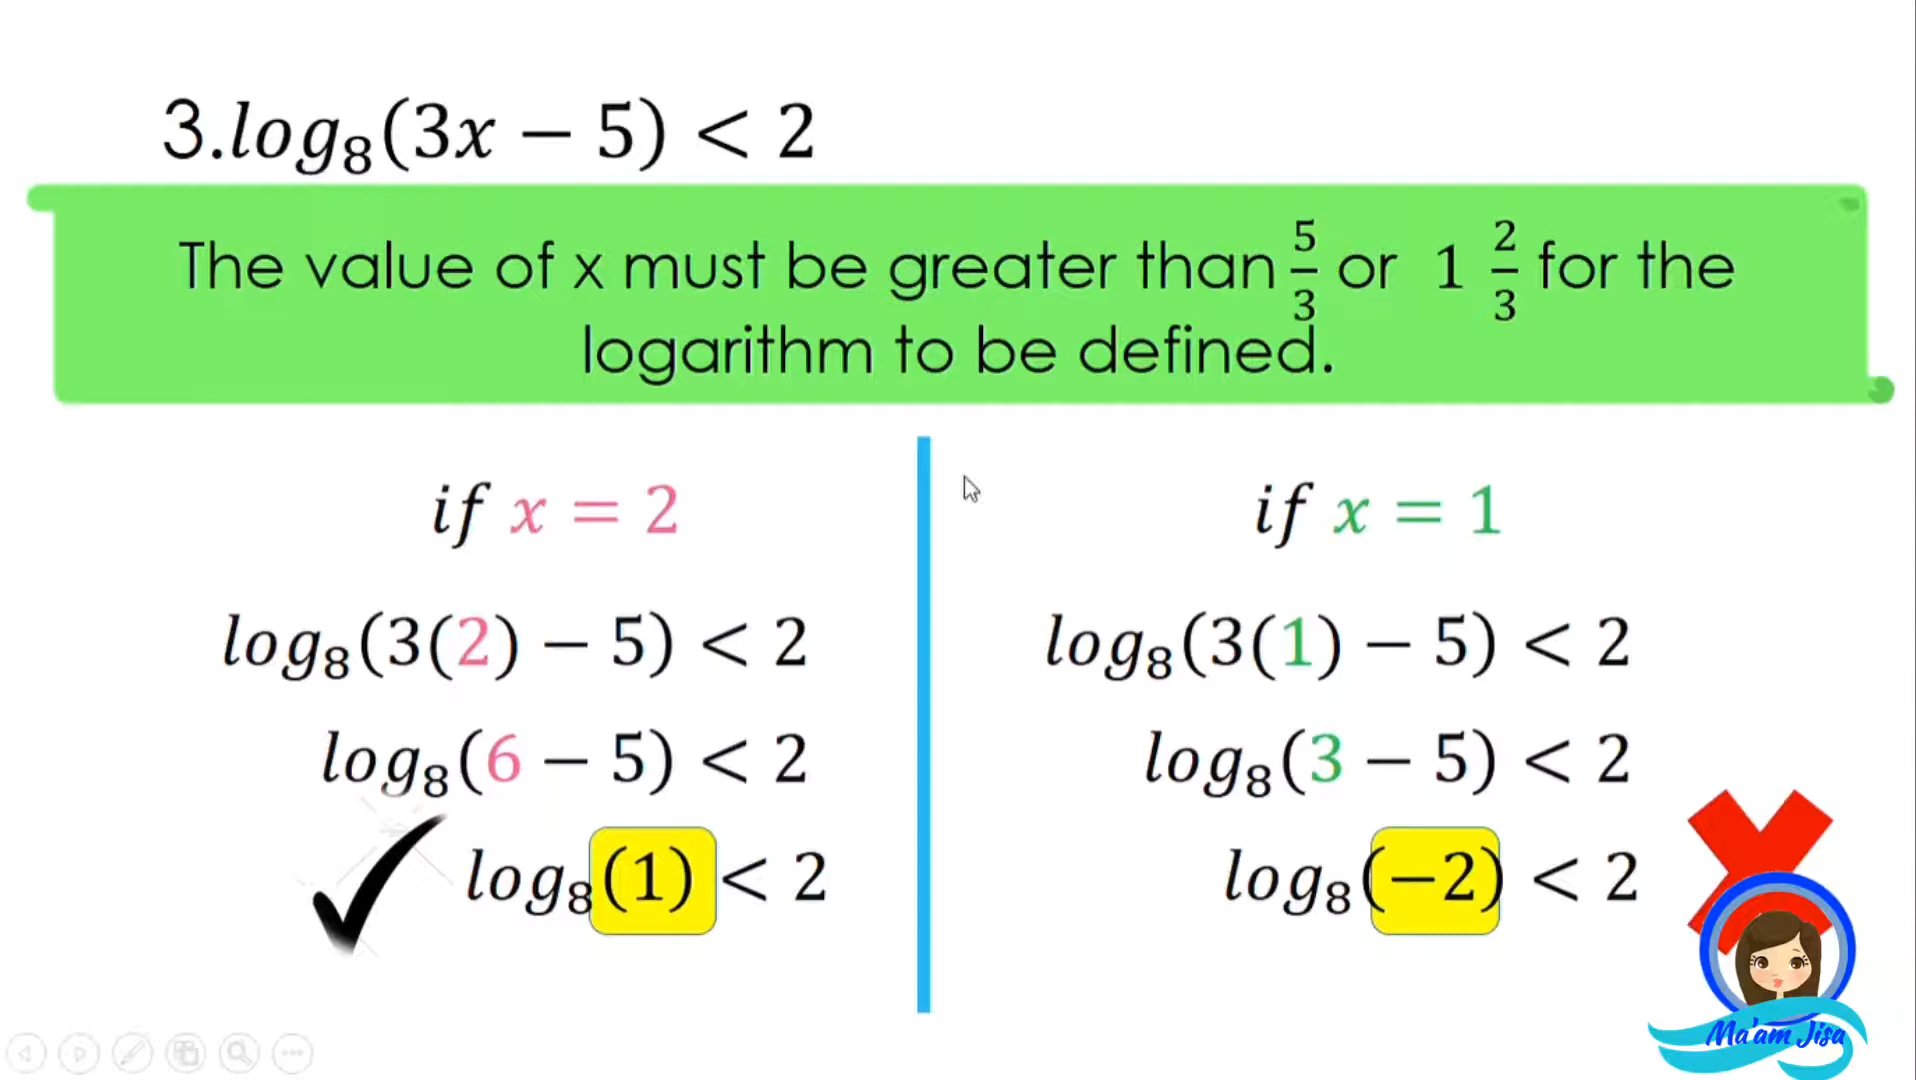 3. log₈(3x − 5) < 2
The value of x must be greater than 5/3 or 1 2/3 for the
logarithm to be defined.
if x = 2
log₈(3(2) − 5) < 2
log₈(6 − 5) < 2
log₈(1) < 2
if x = 1
log₈(3(1) − 5) < 2
log₈(3 − 5) < 2
log₈(−2) < 2
Ma'am Jisa